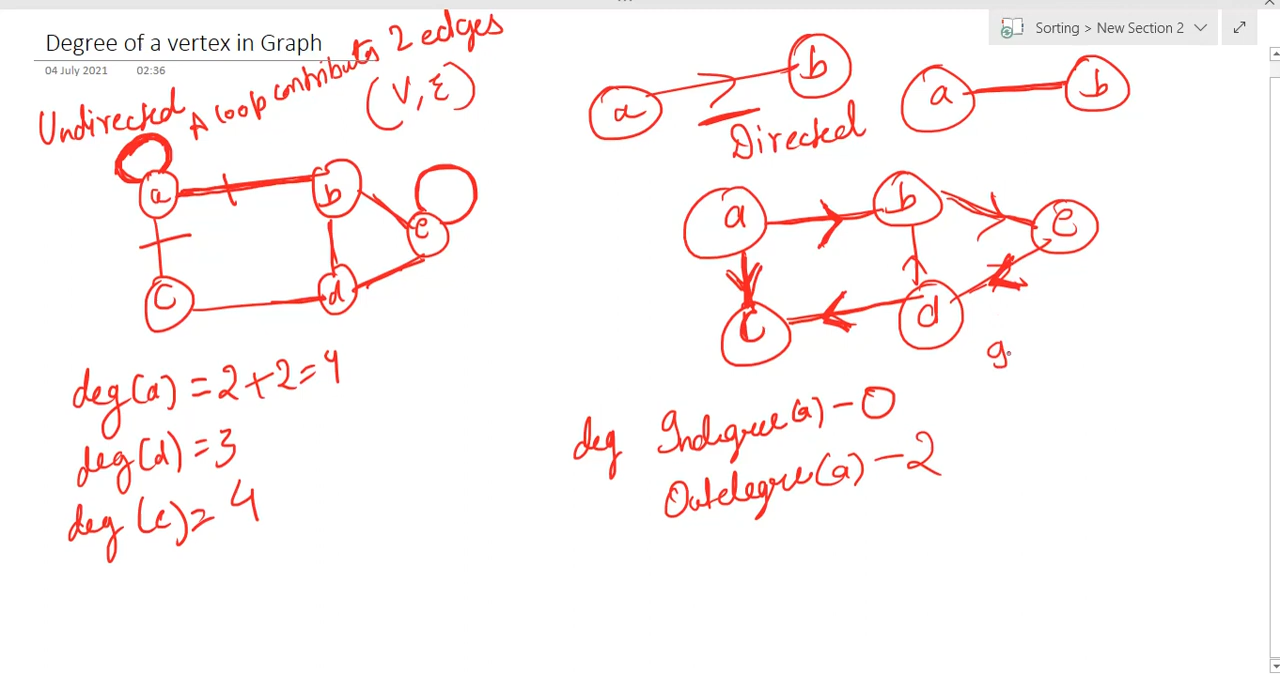 Sorting > New Section 2
Degree of a vertex in Graph
04 July 2021 02:36
Undirected A loop contributes 2 edges
(V, E)
a b
Directed
a b
a b e
c d
a b e
c d
g
deg(a) = 2+2=4
deg(d) = 3
deg(e) = 4
deg Indegree(a) - 0
Outdegree(a) - 2